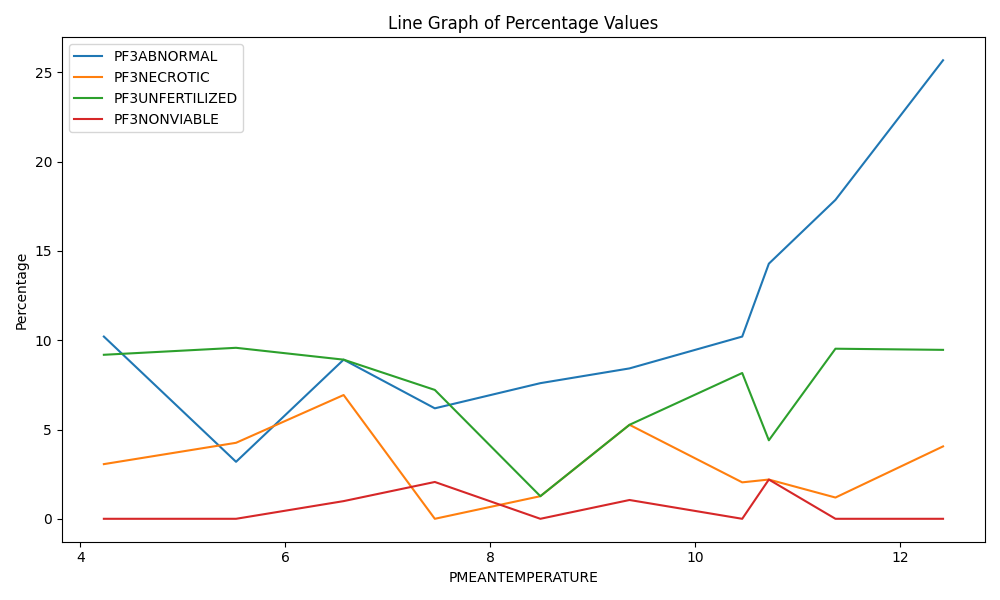 Line Graph of Percentage Values
PF3ABNORMAL
PF3NECROTIC
PF3UNFERTILIZED
PF3NONVIABLE
Percentage
25
20
15
10
5
0
4 6 8 10 12
PMEANTEMPERATURE